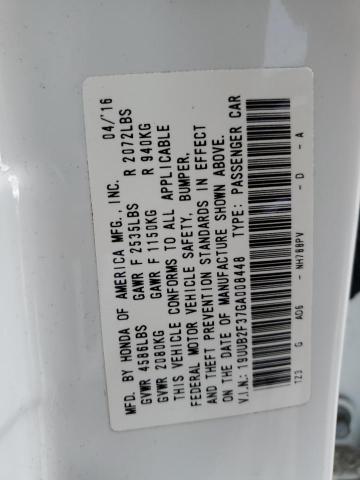 MFD. BY HONDA OF AMERICA MFG., INC. 04/'16
GVWR 4586LBS GAWR F 2535LBS R 2072LBS
GVWR 2080KG GAWR F 1150KG R 940KG
THIS VEHICLE CONFORMS TO ALL APPLICABLE
FEDERAL MOTOR VEHICLE SAFETY, BUMPER,
AND THEFT PREVENTION STANDARDS IN EFFECT
ON THE DATE OF MANUFACTURE SHOWN ABOVE.
V.I.N.: 19UUB2F37GA008448 TYPE: PASSENGER CAR
TZ3 G AD6 - NH788PV - D - A